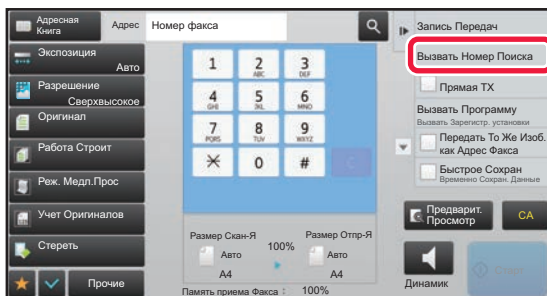 Адресная
Книга
Адрес
Номер факса
Экспозиция
Авто
Разрешение
Сверхвысокое
Оригинал
Работа Строит
Реж. Медл.Прос
Учет Оригиналов
Стереть
Прочие
1
2
ABC
3
DEF
4
GHI
5
JKL
6
MNO
7
PQRS
8
TUV
9
WXYZ
0
#
Размер Скан-Я
100%
Размер Отпр-Я
Авто
Авто
A4
A4
Память приема Факса :
100%
Запись Передач
Вызвать Номер Поиска
Прямая TX
Вызвать Программу
Вызвать Зарегистр. установки
Передать То Же Изоб.
как Адрес Факса
Быстрое Сохран
Временно Сохран. Данные
Предварит.
Просмотр
CA
Динамик
Старт